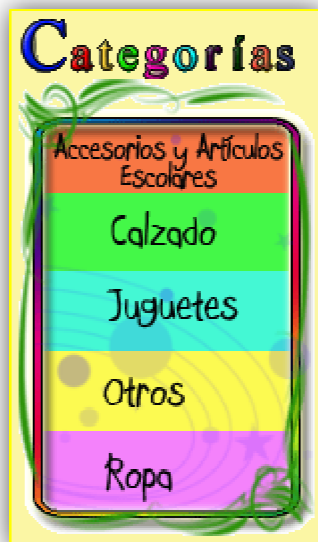 Categorías
Accesorios y Artículos
Escolares
Calzado
Juguetes
Otros
Ropa